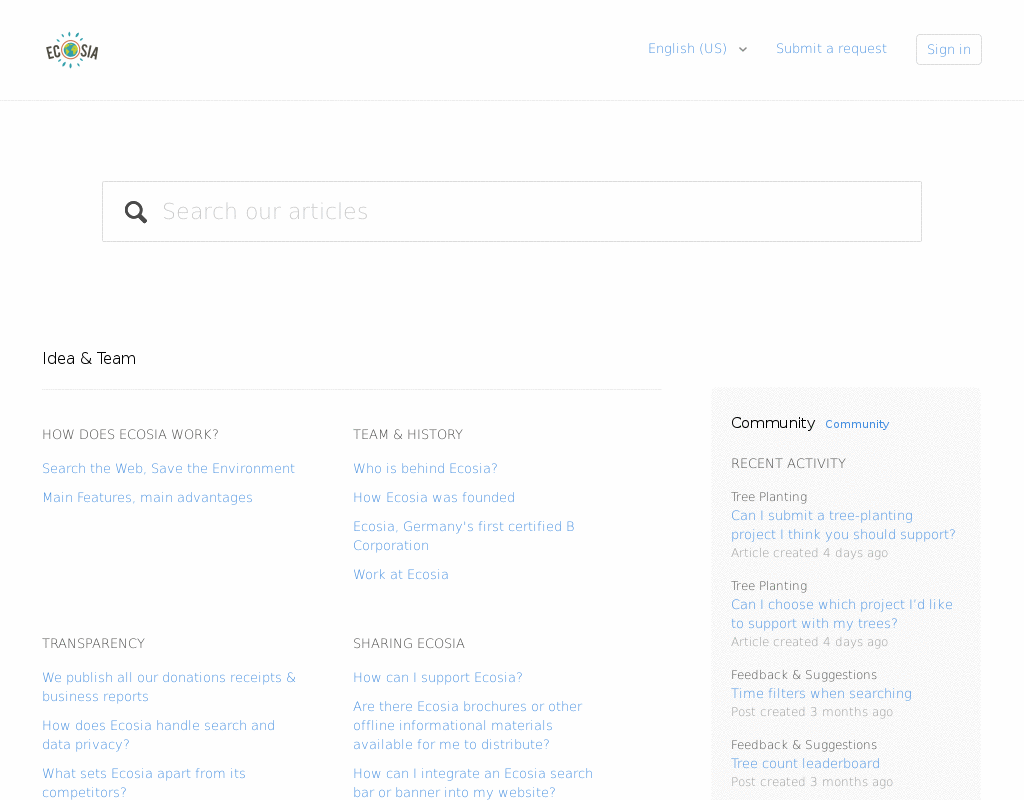 ECOSIA
English (US)
Submit a request
Sign in
Search our articles
Idea & Team
HOW DOES ECOSIA WORK?
Search the Web, Save the Environment
Main Features, main advantages
TEAM & HISTORY
Who is behind Ecosia?
How Ecosia was founded
Ecosia, Germany's first certified B
Corporation
Work at Ecosia
TRANSPARENCY
We publish all our donations receipts &
business reports
How does Ecosia handle search and
data privacy?
What sets Ecosia apart from its
competitors?
SHARING ECOSIA
How can I support Ecosia?
Are there Ecosia brochures or other
offline informational materials
available for me to distribute?
How can I integrate an Ecosia search
bar or banner into my website?
Community Community
RECENT ACTIVITY
Tree Planting
Can I submit a tree-planting
project I think you should support?
Article created 4 days ago
Tree Planting
Can I choose which project I'd like
to support with my trees?
Article created 4 days ago
Feedback & Suggestions
Time filters when searching
Post created 3 months ago
Feedback & Suggestions
Tree count leaderboard
Post created 3 months ago